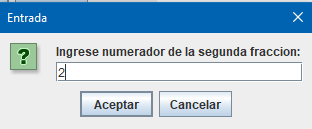 Entrada
?
Ingrese numerador de la segunda fraccion:
2
Aceptar Cancelar